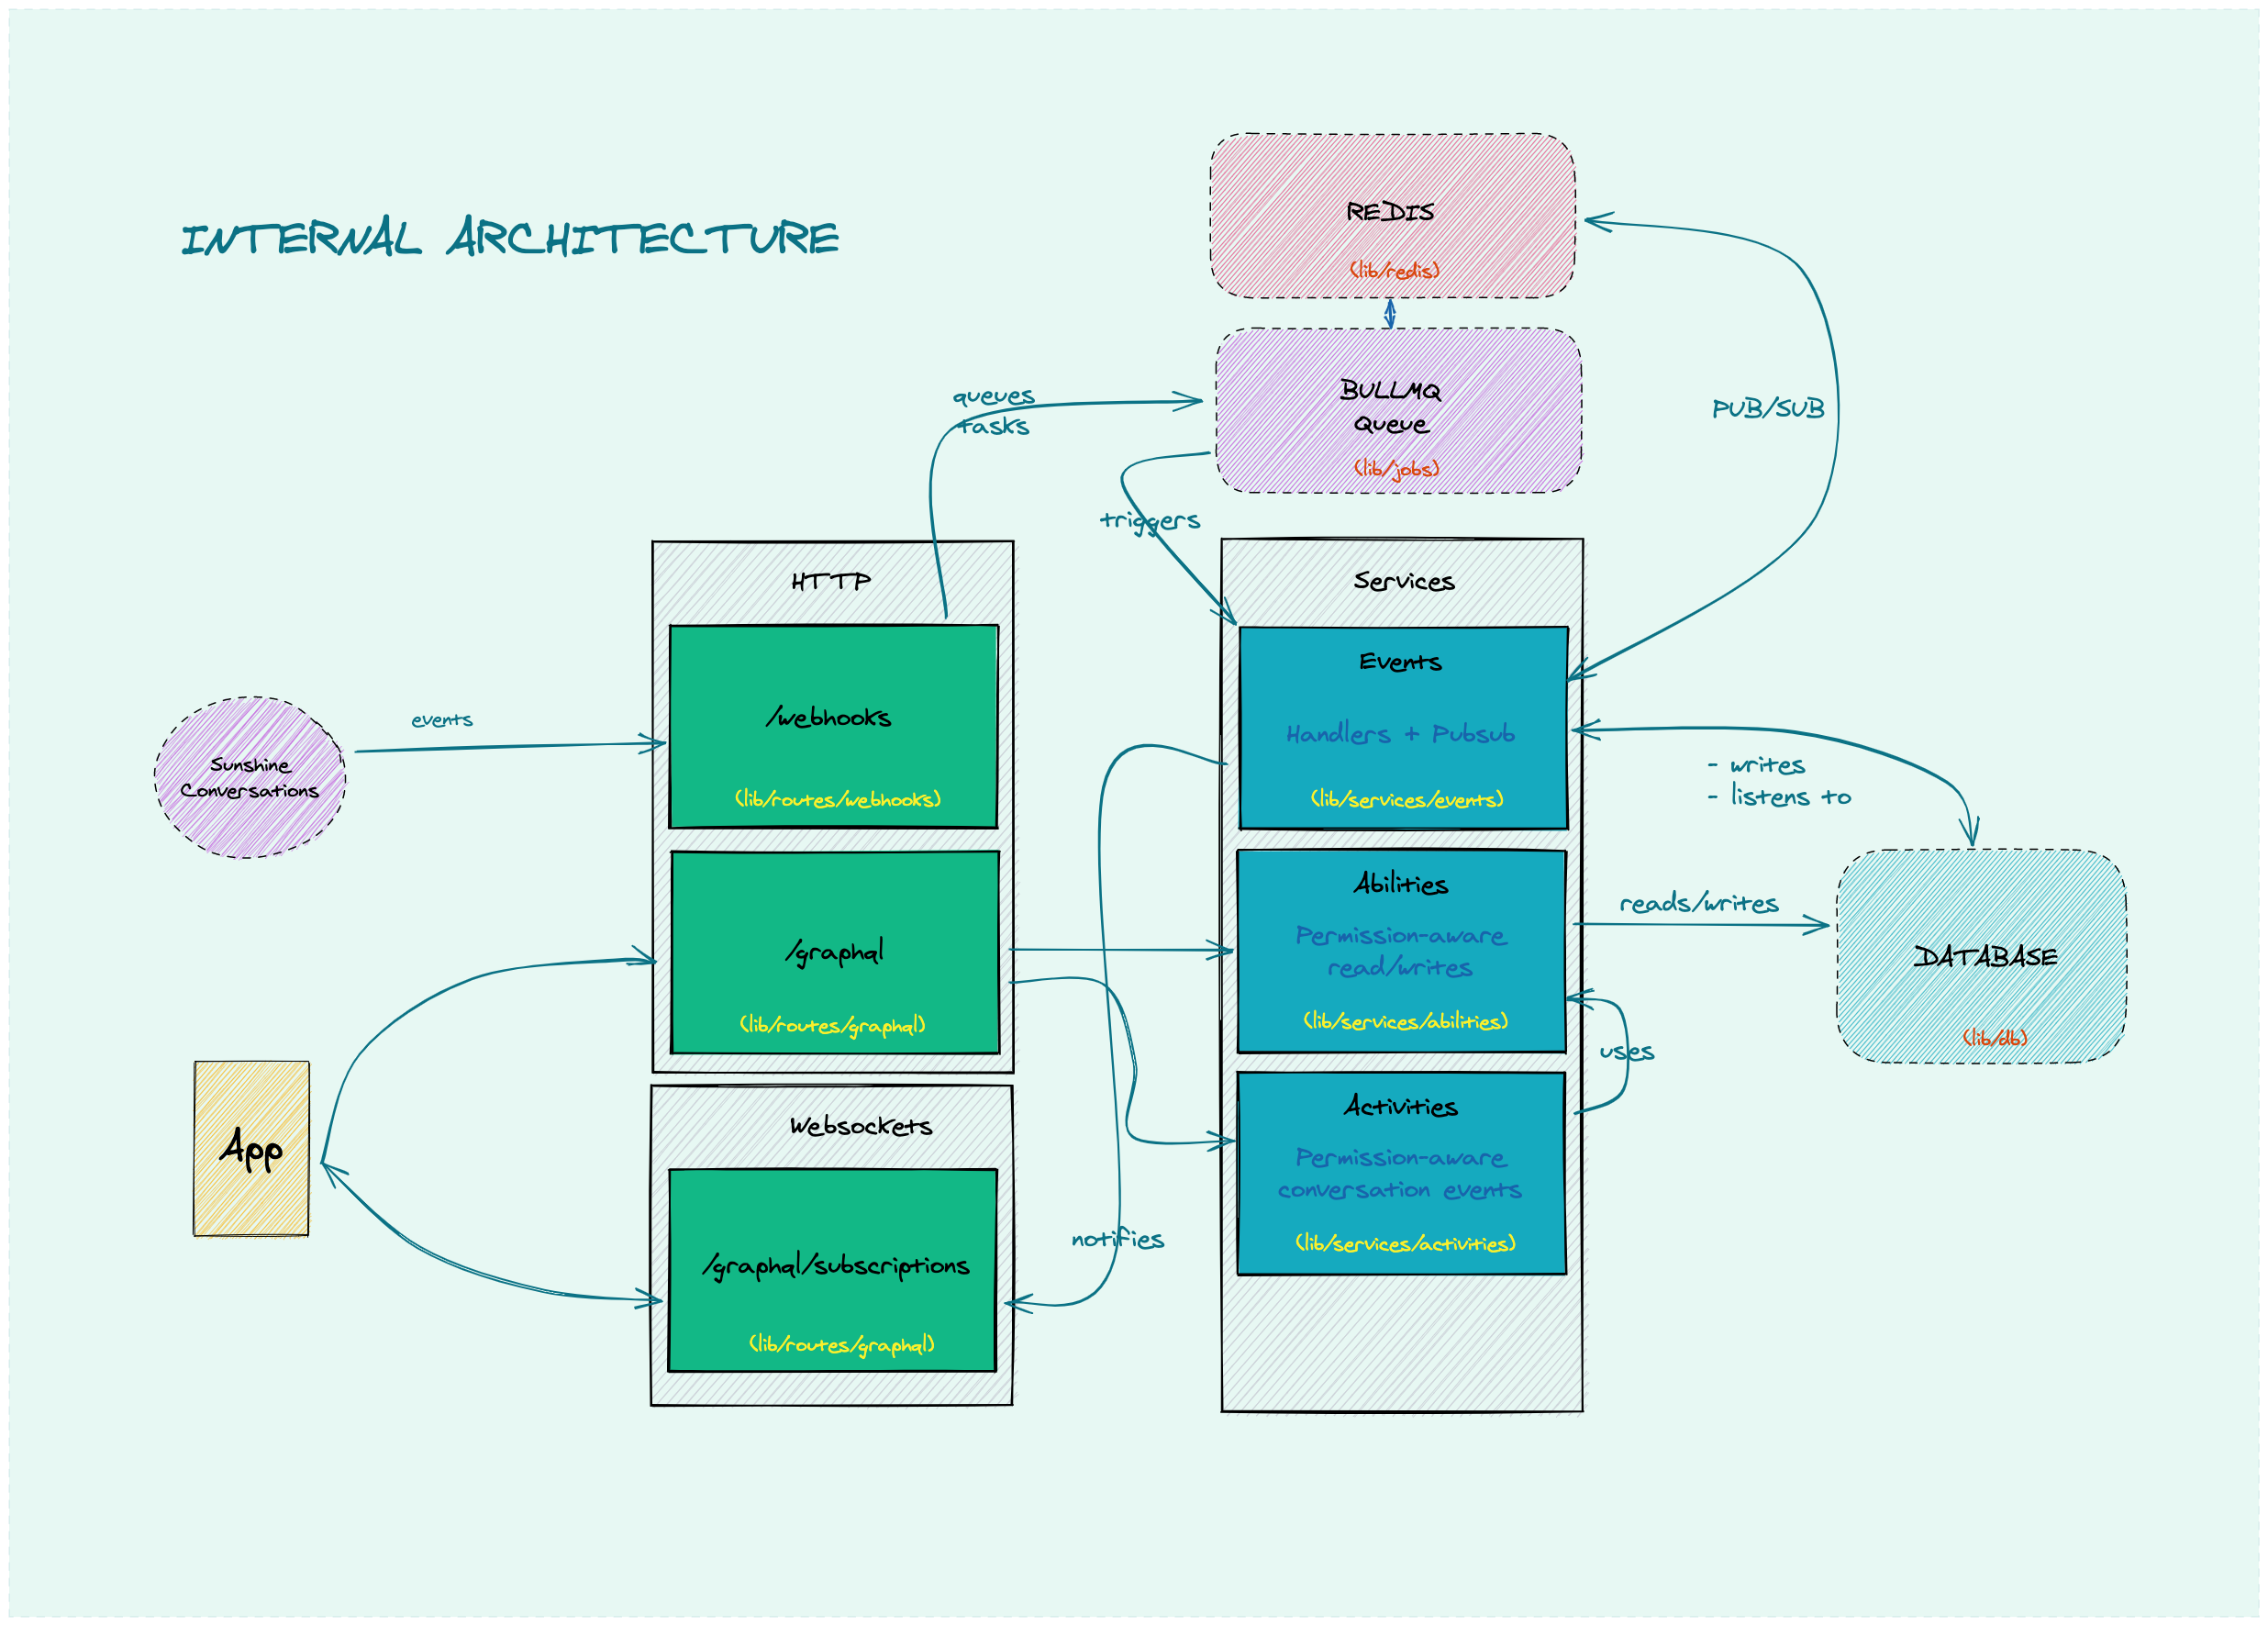 INTERNAL ARCHITECTURE
REDIS
(lib/redis)
BULLMQ
Queue
(lib/jobs)
queues
tasks
triggers
PUB/SUB
HTTP
/webhooks
(lib/routes/webhooks)
/graphql
(lib/routes/graphql)
Sunshine
Conversations
events
App
Websockets
/graphql/subscriptions
(lib/routes/graphql)
notifies
Services
Events
Handlers + Pubsub
(lib/services/events)
Abilities
Permission-aware
read/writes
(lib/services/abilities)
Activities
Permission-aware
conversation events
(lib/services/activities)
uses
- writes
- listens to
reads/writes
DATABASE
(lib/db)